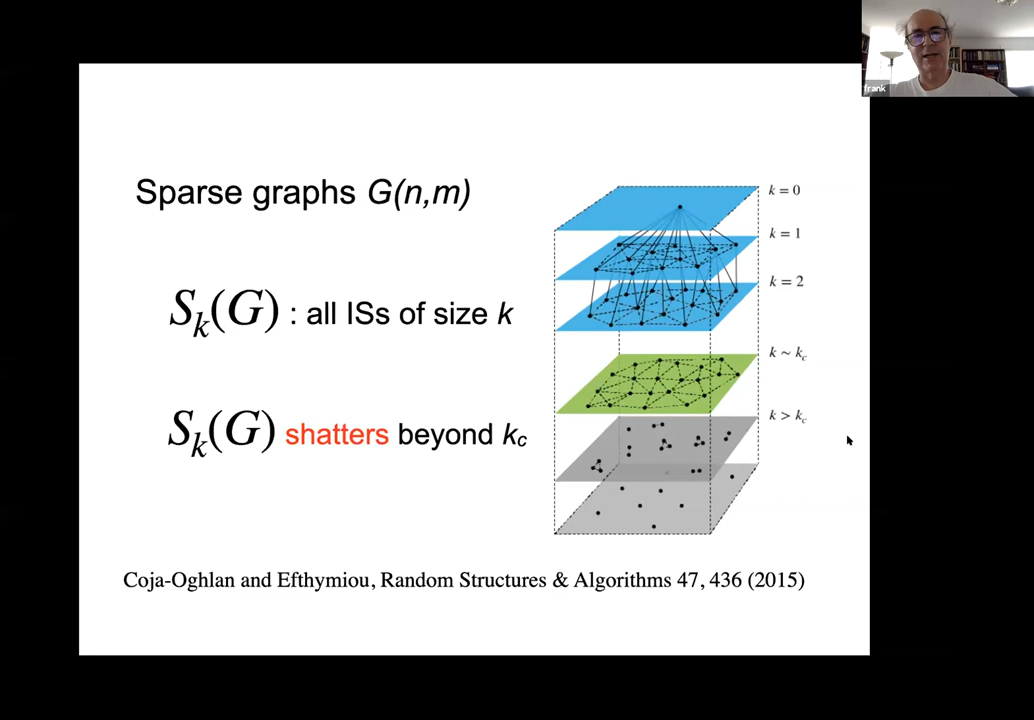 frank
Sparse graphs G(n,m)
S_k(G) : all ISs of size k
S_k(G) shatters beyond k_c
k = 0
k = 1
k = 2
k ~ k_c
k > k_c
Coja-Oghlan and Efthymiou, Random Structures & Algorithms 47, 436 (2015)